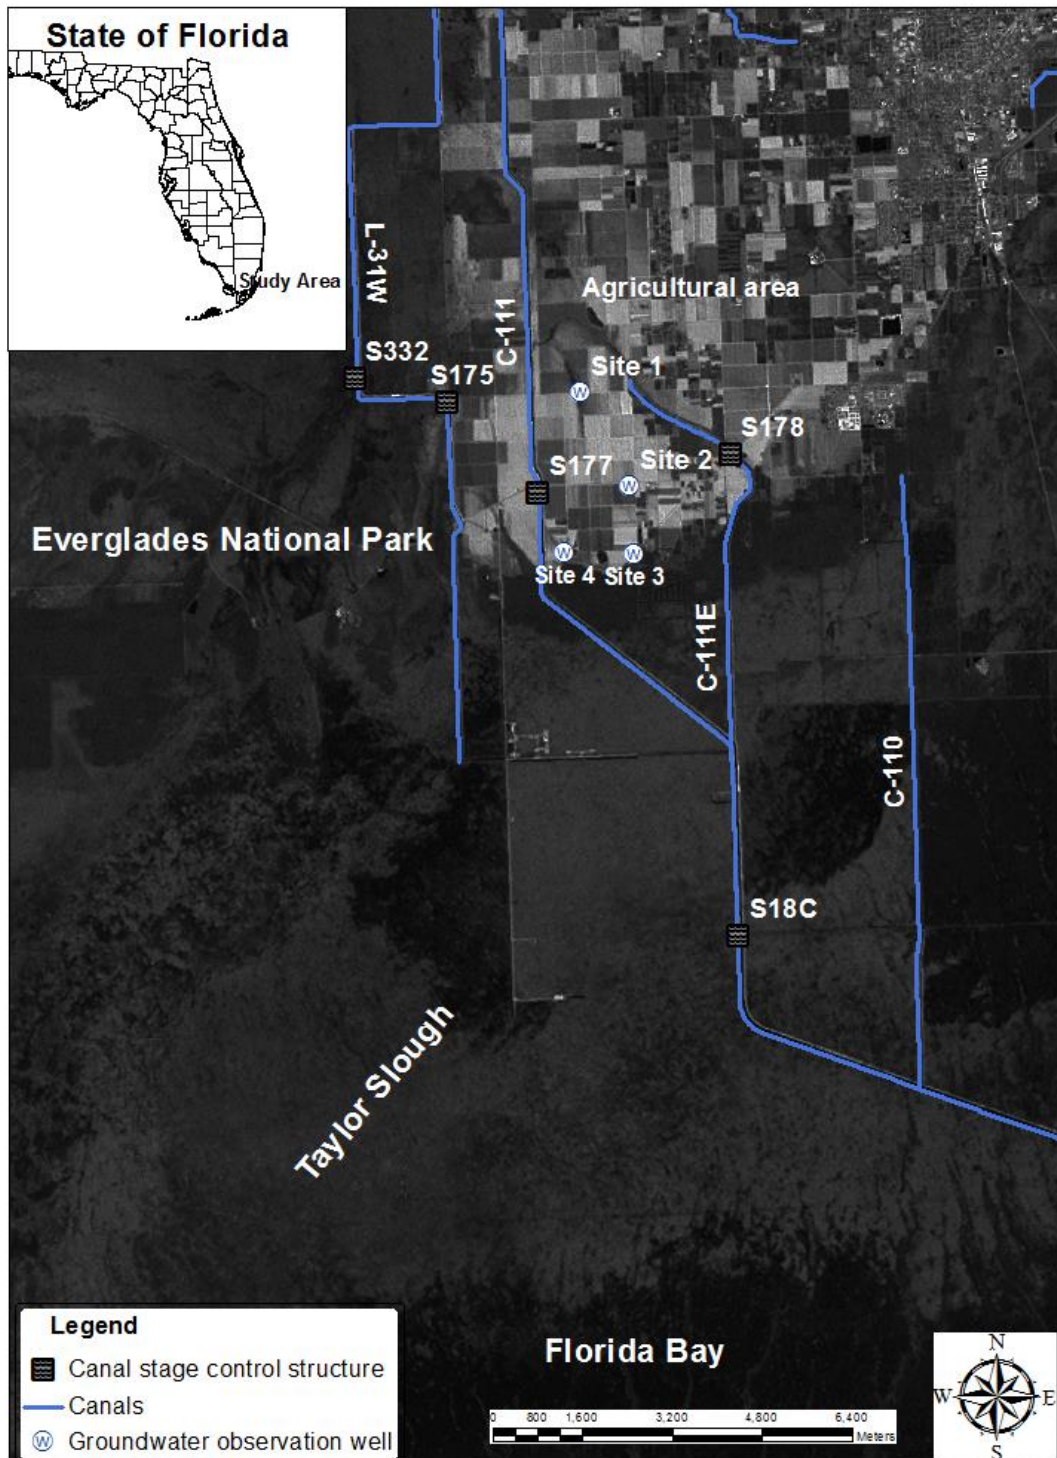 State of Florida
Study Area
L-31W
C-111
Agricultural area
S332
S175
Site 1
S178
Site 2
S177
Everglades National Park
Site 4
Site 3
C-111E
C-110
S18C
Taylor Slough
Florida Bay
Legend
Canal stage control structure
Canals
W Groundwater observation well
0 800 1,600 3,200 4,800 6,400
Meters
N
W E
S
W
W
W
W